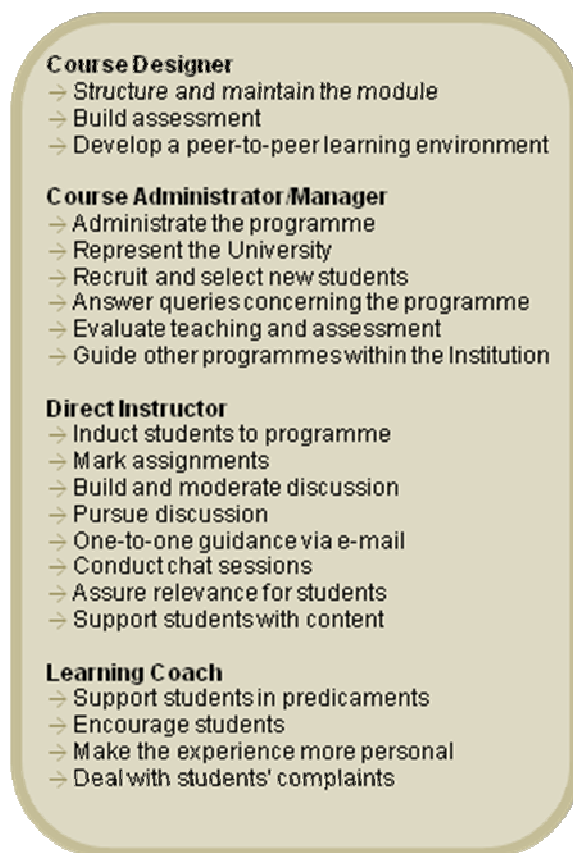 Course Designer
→ Structure and maintain the module
→ Build assessment
→ Develop a peer-to-peer learning environment
Course Administrator/Manager
→ Administrate the programme
→ Represent the University
→ Recruit and select new students
→ Answer queries concerning the programme
→ Evaluate teaching and assessment
→ Guide other programmes within the Institution
Direct Instructor
→ Induct students to programme
→ Mark assignments
→ Build and moderate discussion
→ Pursue discussion
→ One-to-one guidance via e-mail
→ Conduct chat sessions
→ Assure relevance for students
→ Support students with content
Learning Coach
→ Support students in predicaments
→ Encourage students
→ Make the experience more personal
→ Deal with students' complaints